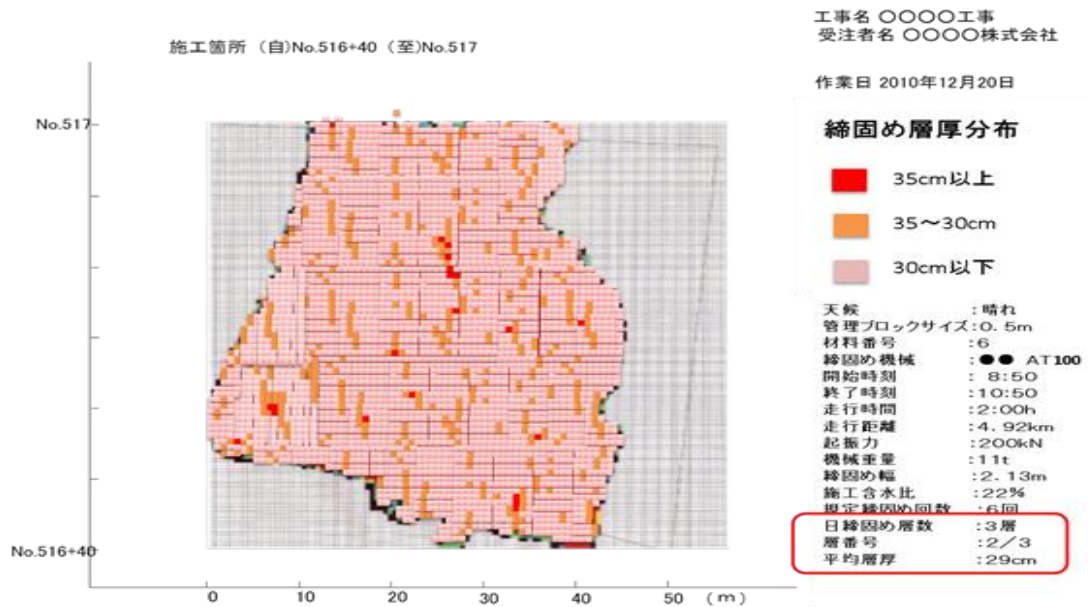 工事名 〇〇〇〇工事
受注者名 〇〇〇〇株式会社
施工箇所 (自)No.516+40 (至)No.517
作業日 2010年12月20日
締固め層厚分布
35cm以上
35～30cm
30cm以下
天候 :晴れ
管理ブロックサイズ:0.5m
材料番号 :6
締固め機械 :●● AT100
開始時刻 : 8:50
終了時刻 :10:50
走行時間 :2:00h
走行距離 :4.92km
起振力 :200kN
機械重量 :11t
締固め幅 :2.13m
施工含水比 :22%
規定締固め回数 :6回
日締固め層数 :3層
層番号 :2/3
平均層厚 :29cm
No.517
No.516+40
0 10 20 30 40 50 (m)